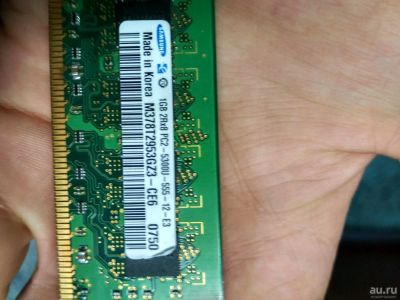 SAMSUNG
1GB 2Rx8 PC2-5300U-555-12-E3
Made in Korea M378T2953GZ3-CE6 0750
au.ru